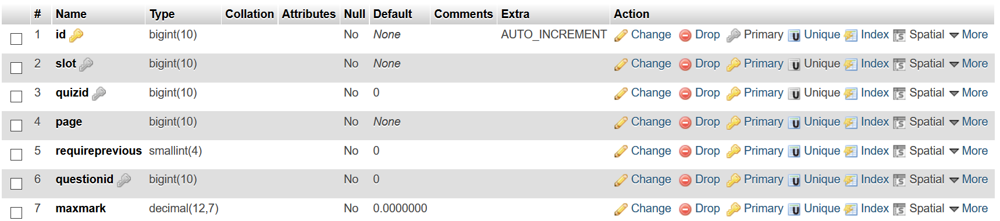 # Name Type Collation Attributes Null Default Comments Extra Action
1 id bigint(10) No None AUTO_INCREMENT Change Drop Primary Unique Index Spatial More
2 slot bigint(10) No None Change Drop Primary Unique Index Spatial More
3 quizid bigint(10) No 0 Change Drop Primary Unique Index Spatial More
4 page bigint(10) No None Change Drop Primary Unique Index Spatial More
5 requireprevious smallint(4) No 0 Change Drop Primary Unique Index Spatial More
6 questionid bigint(10) No 0 Change Drop Primary Unique Index Spatial More
7 maxmark decimal(12,7) No 0.0000000 Change Drop Primary Unique Index Spatial More